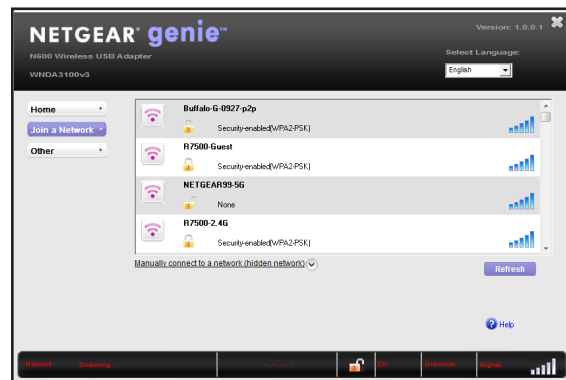 NETGEAR® genie™
Version: 1.0.0.1
N600 Wireless USB Adapter
Select Language:
WNDA3100v3
English
Home
Join a Network
Other
Buffalo-G-0927-p2p
Security-enabled(WPA2-PSK)
R7500-Guest
Security-enabled(WPA2-PSK)
NETGEAR99-5G
None
R7500-2.4G
Security-enabled(WPA2-PSK)
Manually connect to a network (hidden network)
Refresh
? Help
Network: Scanning... -.-.-.- Ch: Unknown Signal